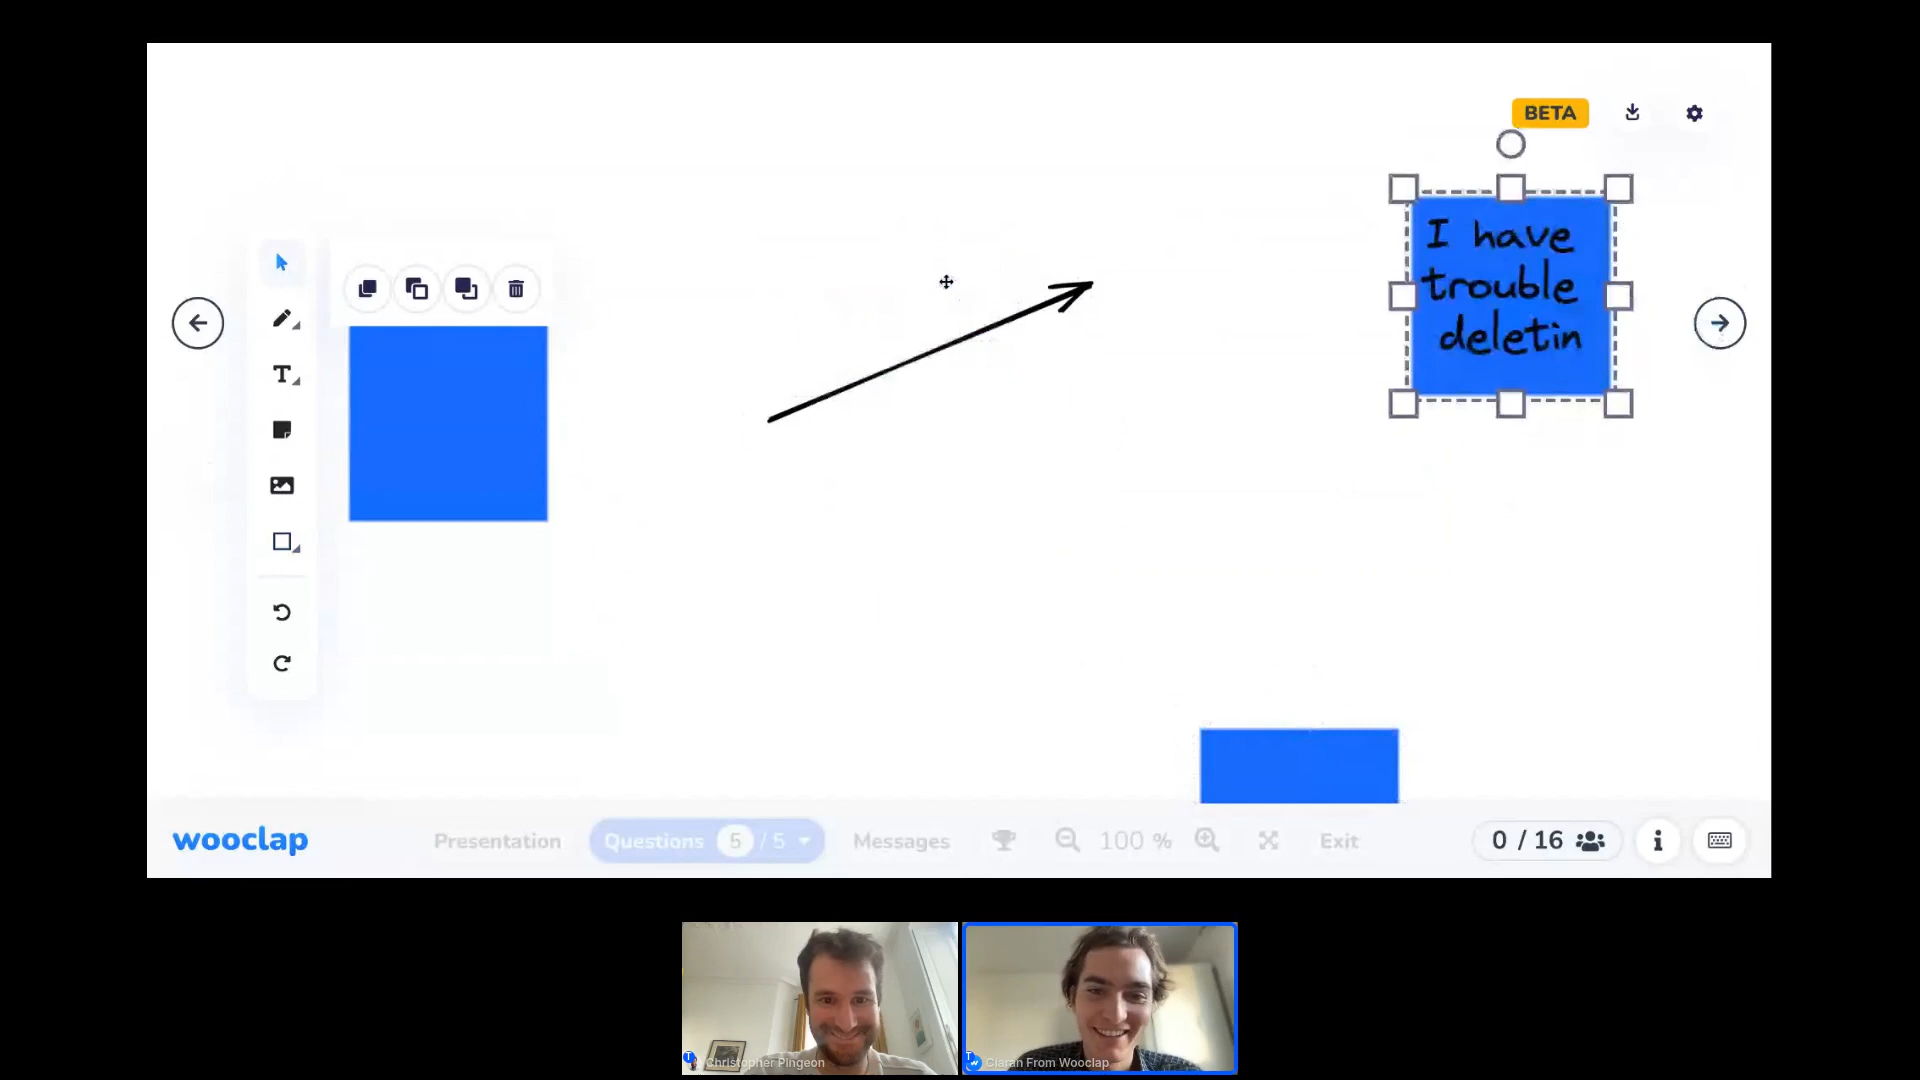 BETA
I have
trouble
deletin
T
wooclap
Presentation
Questions 5 / 5
Messages
100 %
Exit
0 / 16
Christopher Pingeon
Ciaran From Wooclap